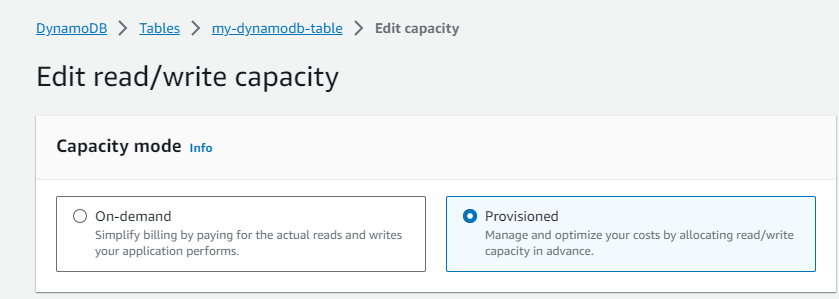 DynamoDB > Tables > my-dynamodb-table > Edit capacity
Edit read/write capacity
Capacity mode Info
On-demand
Simplify billing by paying for the actual reads and writes
your application performs.
Provisioned
Manage and optimize your costs by allocating read/write
capacity in advance.